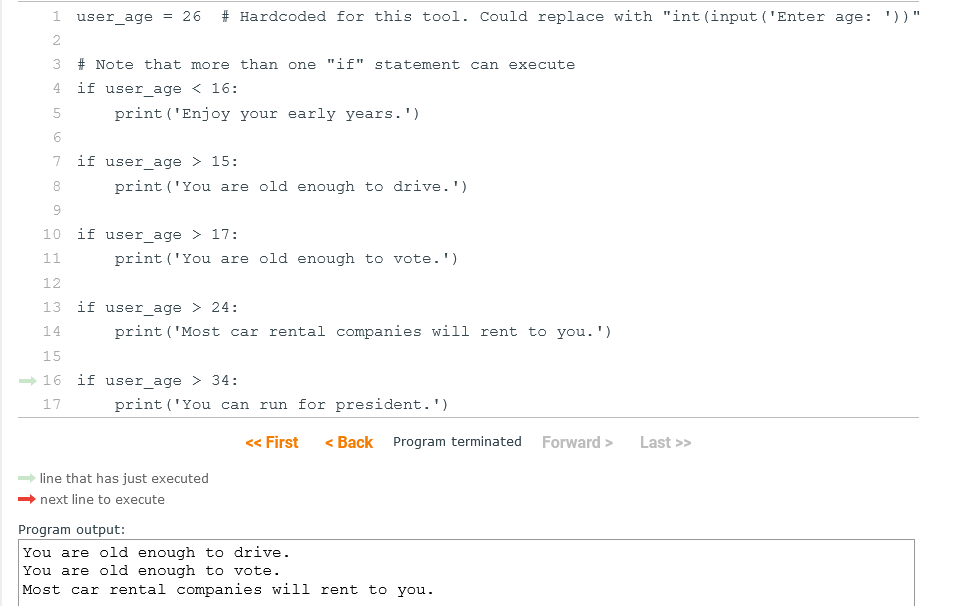 1 user_age = 26  # Hardcoded for this tool. Could replace with "int(input('Enter age: '))"
2
3 # Note that more than one "if" statement can execute
4 if user_age < 16:
5     print('Enjoy your early years.')
6
7 if user_age > 15:
8     print('You are old enough to drive.')
9
10 if user_age > 17:
11     print('You are old enough to vote.')
12
13 if user_age > 24:
14     print('Most car rental companies will rent to you.')
15
16 if user_age > 34:
17     print('You can run for president.')
<< First < Back Program terminated Forward > Last >>
line that has just executed
next line to execute
Program output:
You are old enough to drive.
You are old enough to vote.
Most car rental companies will rent to you.